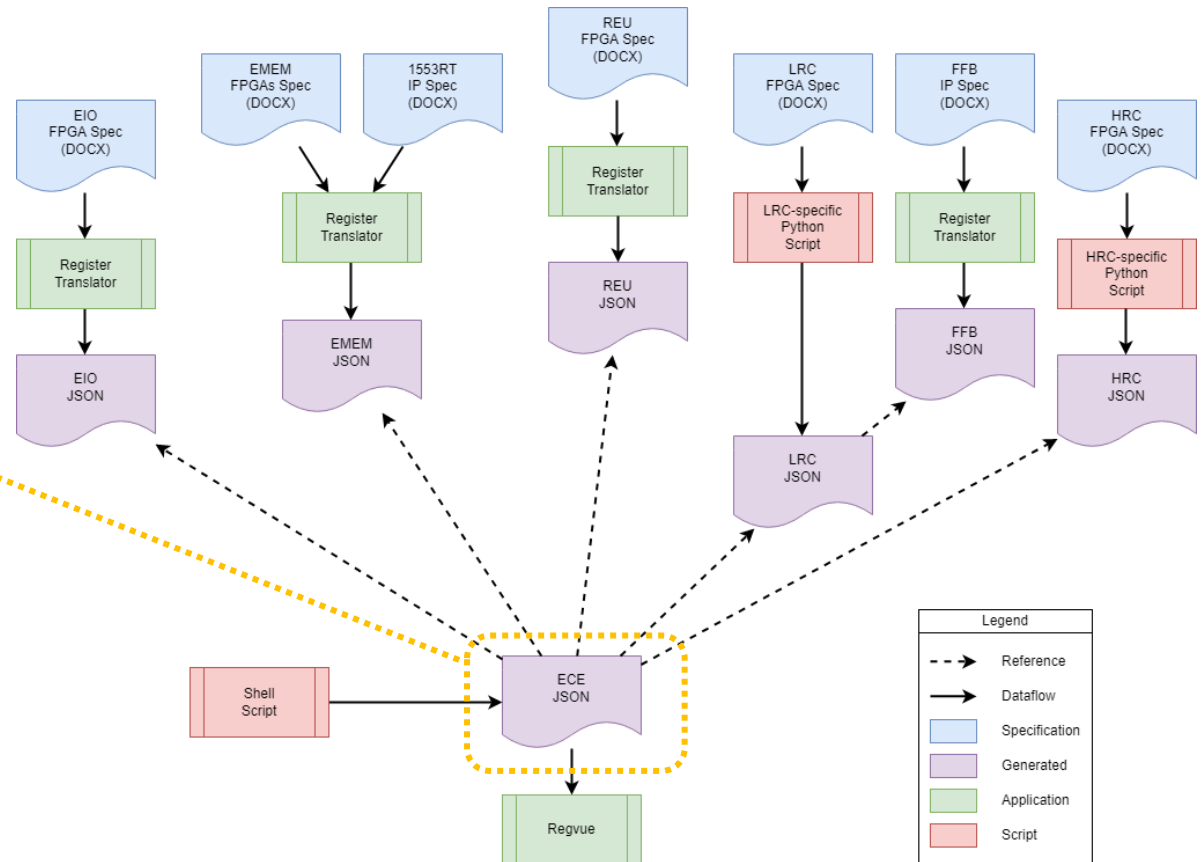 REU
FPGA Spec
(DOCX)
EMEM
FPGAs Spec
(DOCX)
1553RT
IP Spec
(DOCX)
LRC
FPGA Spec
(DOCX)
FFB
IP Spec
(DOCX)
EIO
FPGA Spec
(DOCX)
HRC
FPGA Spec
(DOCX)
Register
Translator
Register
Translator
LRC-specific
Python
Script
Register
Translator
Register
Translator
HRC-specific
Python
Script
REU
JSON
EMEM
JSON
FFB
JSON
EIO
JSON
HRC
JSON
LRC
JSON
Shell
Script
ECE
JSON
Regvue
Legend
Reference
Dataflow
Specification
Generated
Application
Script